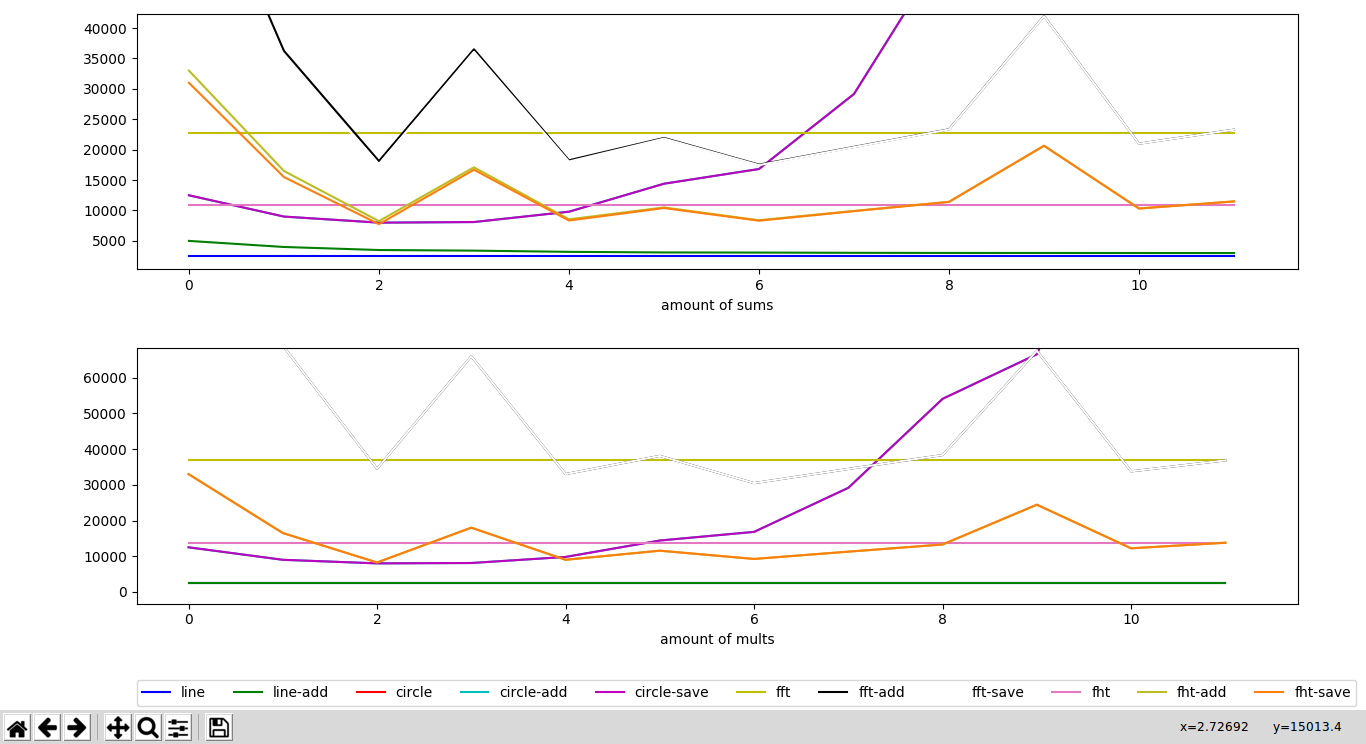 40000
35000
30000
25000
20000
15000
10000
5000
0 2 4 6 8 10
amount of sums
60000
50000
40000
30000
20000
10000
0
0 2 4 6 8 10
amount of mults
line line-add circle circle-add circle-save fft fft-add fft-save fht fht-add fht-save
x=2.72692 y=15013.4